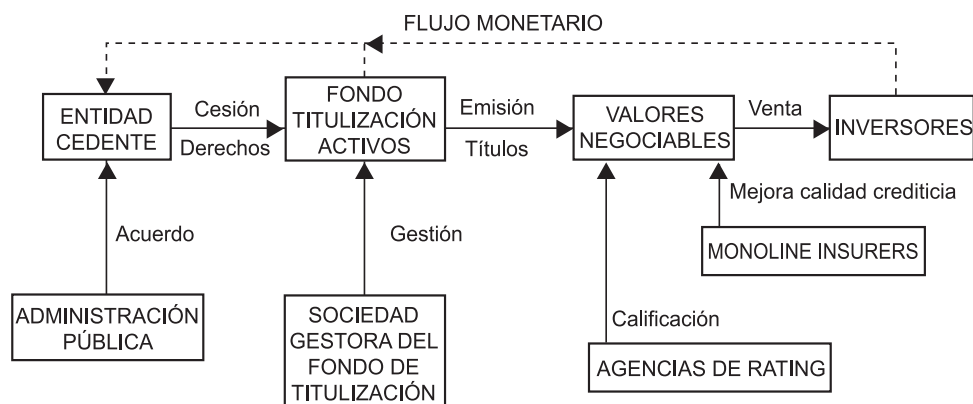 FLUJO MONETARIO
ENTIDAD
CEDENTE
Cesión
Derechos
FONDO
TITULIZACIÓN
ACTIVOS
Emisión
Títulos
VALORES
NEGOCIABLES
Venta
INVERSORES
Acuerdo
Gestión
Mejora calidad crediticia
MONOLINE INSURERS
ADMINISTRACIÓN
PÚBLICA
SOCIEDAD
GESTORA DEL
FONDO DE
TITULIZACIÓN
Calificación
AGENCIAS DE RATING